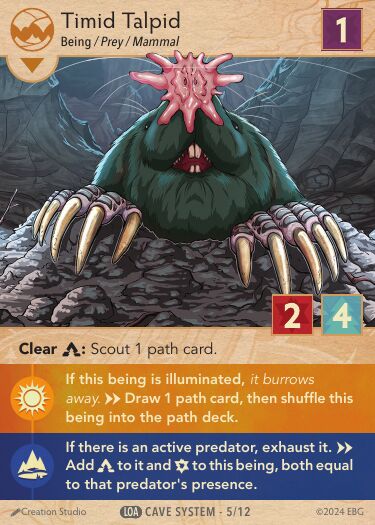 Timid Talpid
Being / Prey / Mammal
1
2 4
Clear : Scout 1 path card.
If this being is illuminated, it burrows
away. Draw 1 path card, then shuffle this
being into the path deck.
If there is an active predator, exhaust it.
Add to it and to this being, both equal
to that predator's presence.
Creation Studio LOA CAVE SYSTEM - 5/12 ©2024 EBG